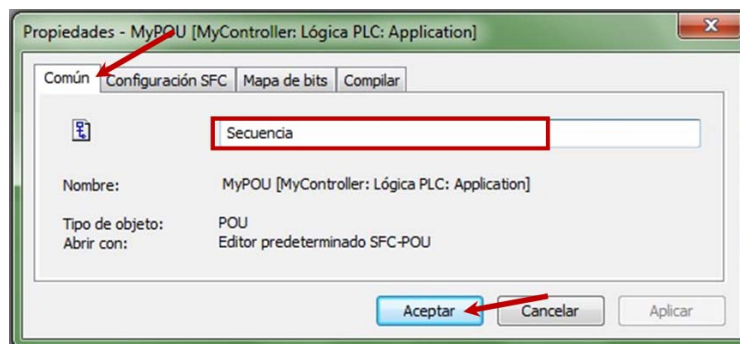 Propiedades - MyPOU [MyController: Lógica PLC: Application]
Común Configuración SFC Mapa de bits Compilar
Secuencia
Nombre: MyPOU [MyController: Lógica PLC: Application]
Tipo de objeto: POU
Abrir con: Editor predeterminado SFC-POU
Aceptar Cancelar Aplicar